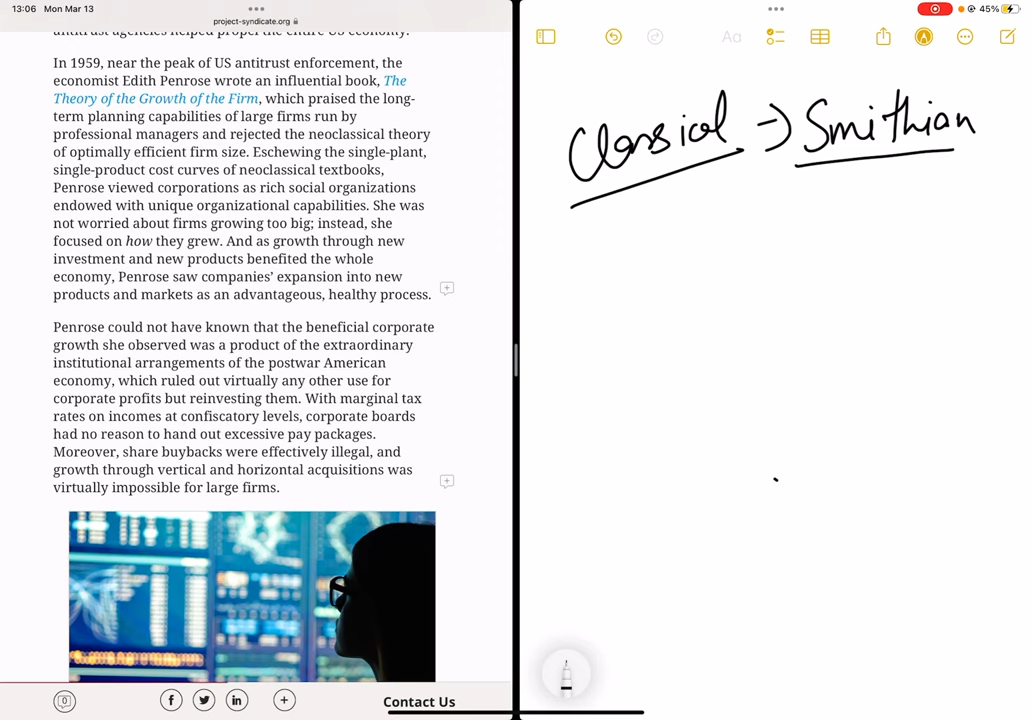 13:06 Mon Mar 13
45%
project-syndicate.org
antitrust agencies helped propel the entire US economy.
In 1959, near the peak of US antitrust enforcement, the
economist Edith Penrose wrote an influential book, The
Theory of the Growth of the Firm, which praised the long-
term planning capabilities of large firms run by
professional managers and rejected the neoclassical theory
of optimally efficient firm size. Eschewing the single-plant,
single-product cost curves of neoclassical textbooks,
Penrose viewed corporations as rich social organizations
endowed with unique organizational capabilities. She was
not worried about firms growing too big; instead, she
focused on how they grew. And as growth through new
investment and new products benefited the whole
economy, Penrose saw companies' expansion into new
products and markets as an advantageous, healthy process.
Penrose could not have known that the beneficial corporate
growth she observed was a product of the extraordinary
institutional arrangements of the postwar American
economy, which ruled out virtually any other use for
corporate profits but reinvesting them. With marginal tax
rates on incomes at confiscatory levels, corporate boards
had no reason to hand out excessive pay packages.
Moreover, share buybacks were effectively illegal, and
growth through vertical and horizontal acquisitions was
virtually impossible for large firms.
0
Contact Us
Aa
Classical → Smithian